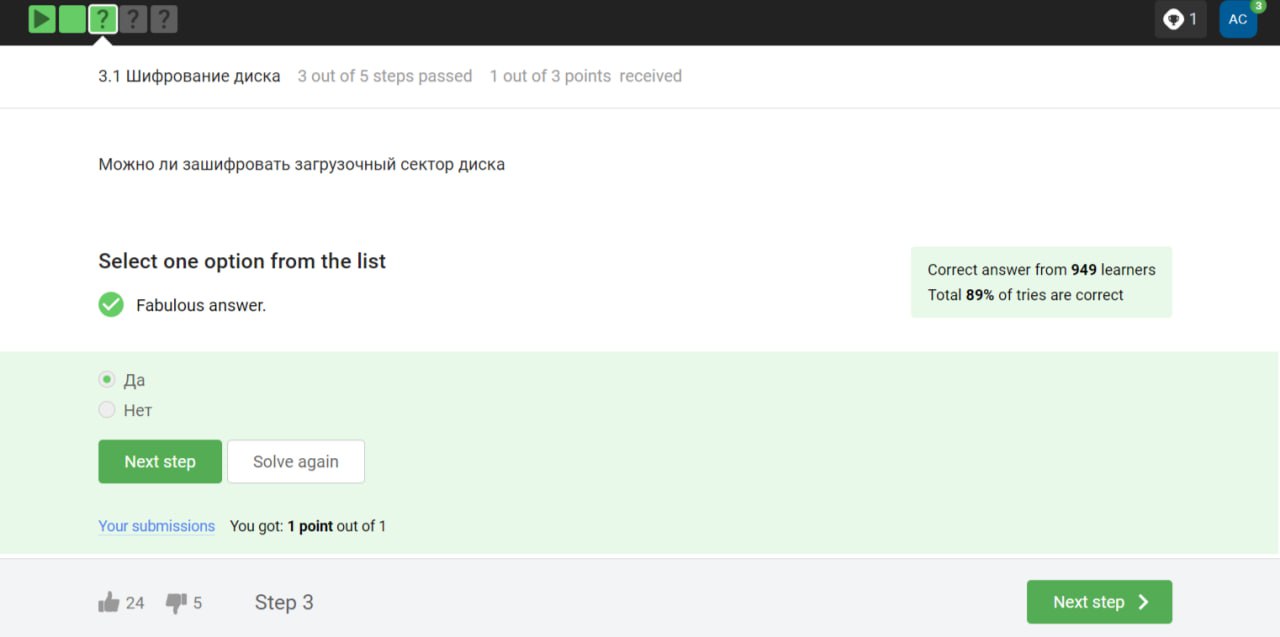 ? ? ?
1
AC
3
3.1 Шифрование диска 3 out of 5 steps passed 1 out of 3 points received
Можно ли зашифровать загрузочный сектор диска
Select one option from the list
Fabulous answer.
Correct answer from 949 learners
Total 89% of tries are correct
Да
Нет
Next step Solve again
Your submissions You got: 1 point out of 1
24 5 Step 3 Next step